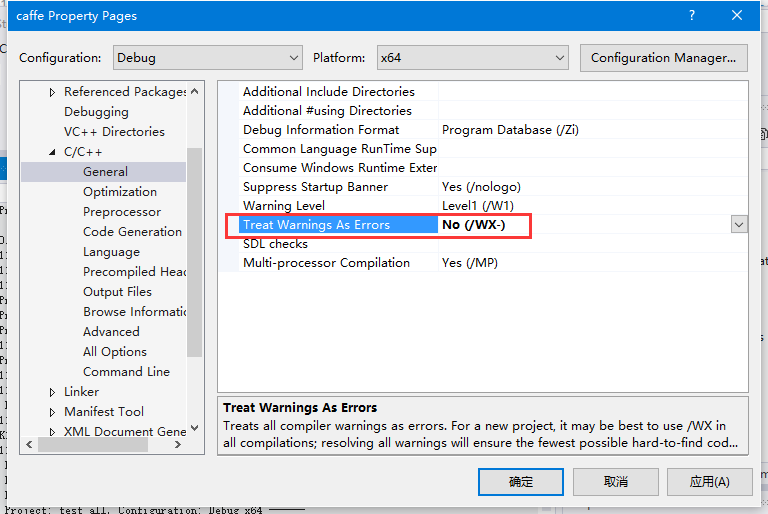 caffe Property Pages
Configuration: Debug Platform: x64 Configuration Manager...
Referenced Packages
Debugging
VC++ Directories
C/C++
General
Optimization
Preprocessor
Code Generation
Language
Precompiled Head
Output Files
Browse Informatic
Advanced
All Options
Command Line
Linker
Manifest Tool
XML Document Gene
Additional Include Directories
Additional #using Directories
Debug Information Format Program Database (/Zi)
Common Language RunTime Sup
Consume Windows Runtime Exter
Suppress Startup Banner Yes (/nologo)
Warning Level Level1 (/W1)
Treat Warnings As Errors No (/WX-)
SDL checks
Multi-processor Compilation Yes (/MP)
Treat Warnings As Errors
Treats all compiler warnings as errors. For a new project, it may be best to use /WX in
all compilations; resolving all warnings will ensure the fewest possible hard-to-find cod...
确定 取消 应用(A)
Project: test_all, Configuration: Debug x64